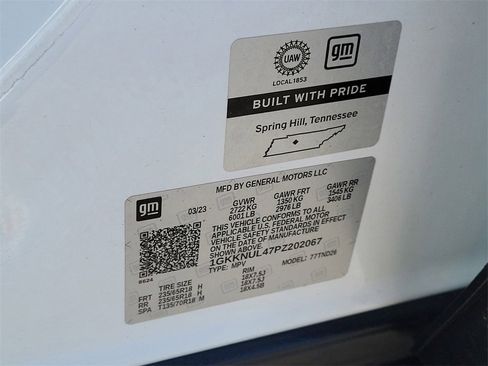 UAW
gm
LOCAL 1853
BUILT WITH PRIDE
Spring Hill, Tennessee
gm
MFD BY GENERAL MOTORS LLC
03/23 GVWR GAWR FRT GAWR RR
2722 KG 1350 KG 1545 KG
6001 LB 2976 LB 3406 LB
THIS VEHICLE CONFORMS TO ALL
APPLICABLE U.S. FEDERAL MOTOR
VEHICLE SAFETY STANDARDS IN EFFECT
ON THE DATE OF MANUFACTURE
SHOWN ABOVE.
1GKKNUL47PZ202067
8624
TYPE: MPV MODEL: 77TND26
TIRE SIZE RIM
FRT 235/65R18 H 18X7.5J
RR 235/65R18 H 18X7.5J
SPA T135/70R18 M 18X4.5B